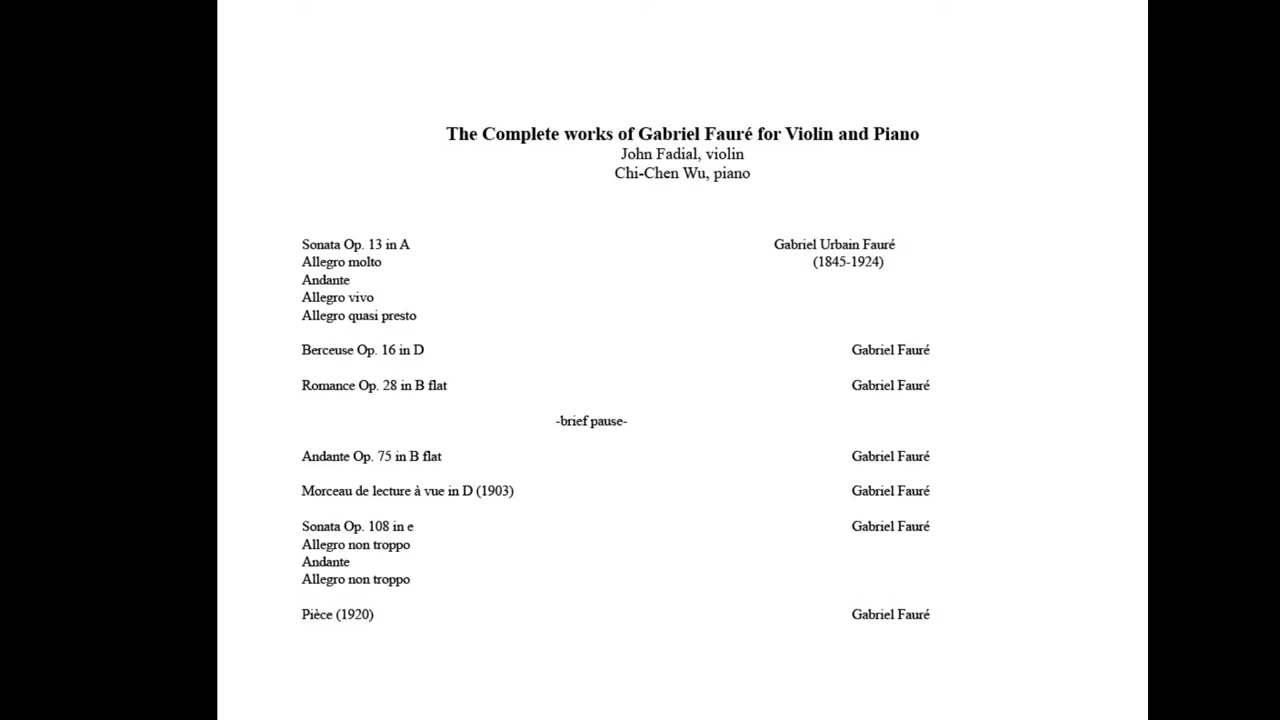 The Complete works of Gabriel Fauré for Violin and Piano
John Fadial, violin
Chi-Chen Wu, piano
Sonata Op. 13 in A Gabriel Urbain Fauré
Allegro molto (1845-1924)
Andante
Allegro vivo
Allegro quasi presto
Berceuse Op. 16 in D Gabriel Fauré
Romance Op. 28 in B flat Gabriel Fauré
-brief pause-
Andante Op. 75 in B flat Gabriel Fauré
Morceau de lecture à vue in D (1903) Gabriel Fauré
Sonata Op. 108 in e Gabriel Fauré
Allegro non troppo
Andante
Allegro non troppo
Pièce (1920) Gabriel Fauré